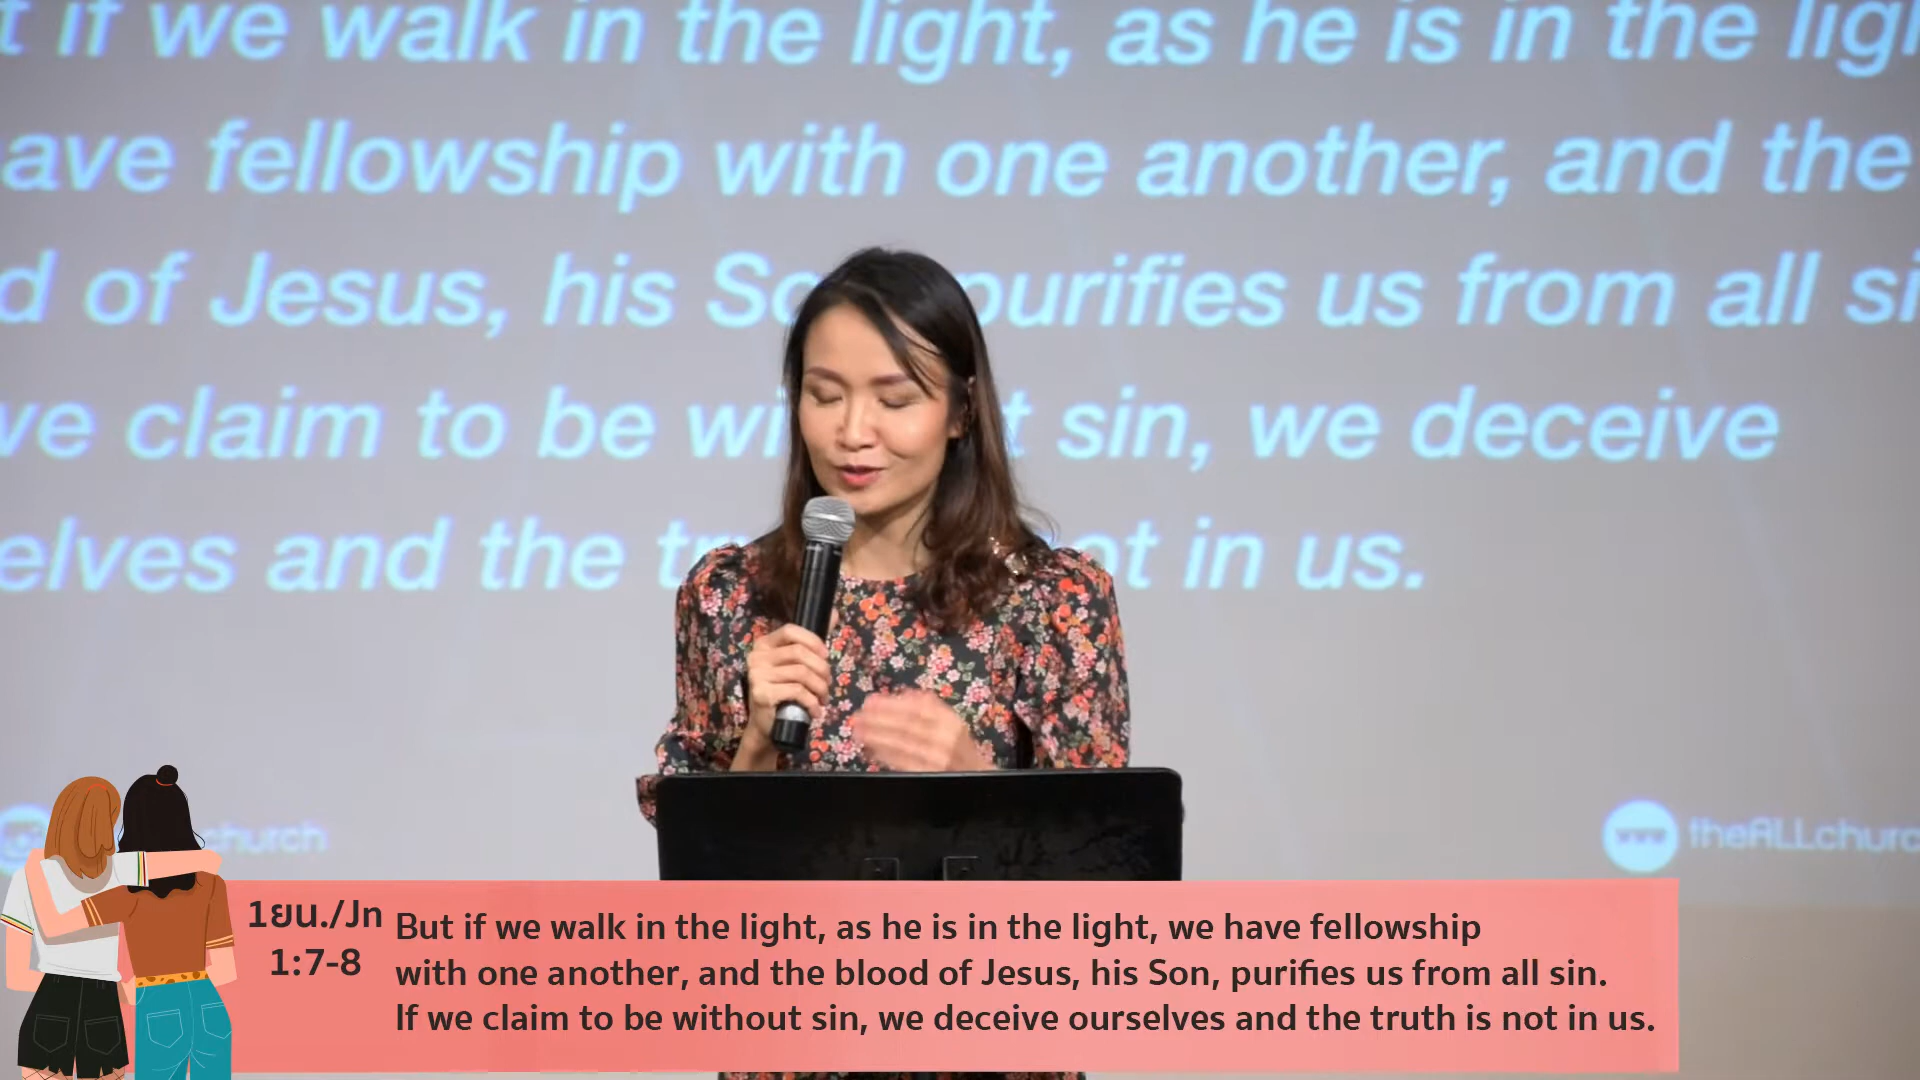 t if we walk in the light, as he is in the ligh
ave fellowship with one another, and the
d of Jesus, his So purifies us from all si
ve claim to be wi t sin, we deceive
elves and the tr ot in us.
church
www theALLchurc
1ยน./Jn
1:7-8
But if we walk in the light, as he is in the light, we have fellowship
with one another, and the blood of Jesus, his Son, purifies us from all sin.
If we claim to be without sin, we deceive ourselves and the truth is not in us.